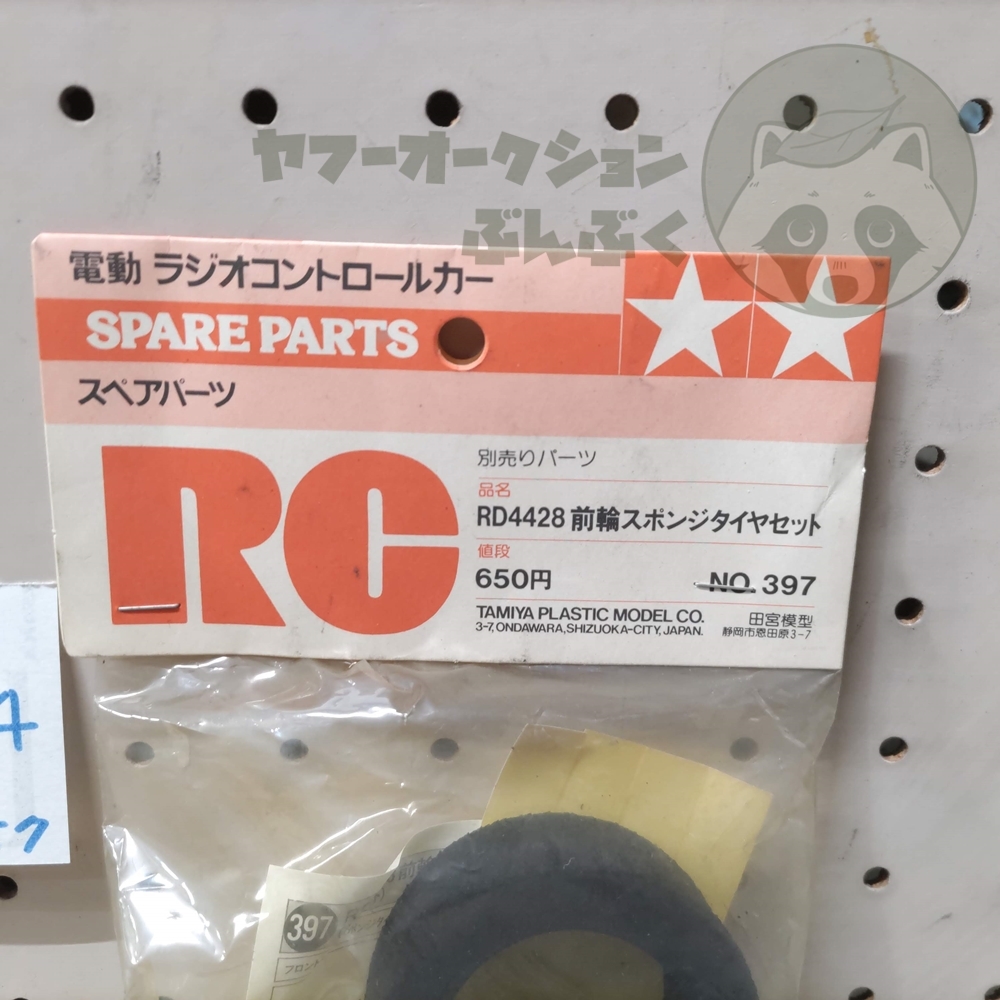 ヤフーオークション
ぶんぶく
電動 ラジオコントロールカー
SPARE PARTS
スペアパーツ
RC
別売りパーツ
品名
RD4428 前輪スポンジタイヤセット
値段
650円
NO. 397
TAMIYA PLASTIC MODEL CO.
3-7, ONDAWARA, SHIZUOKA-CITY, JAPAN.
田宮模型
静岡市恩田原3-7
397
フロント